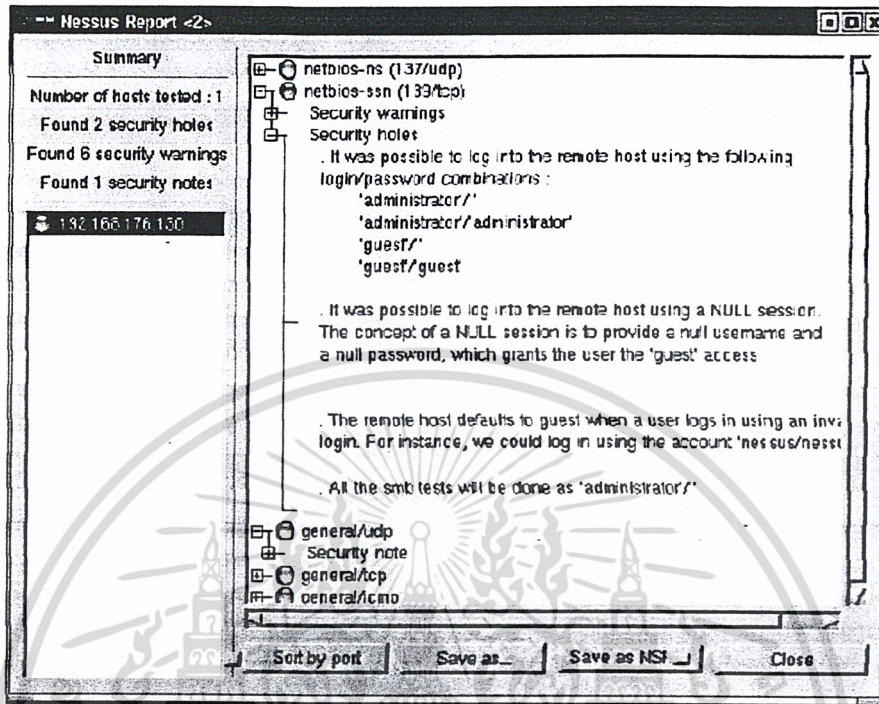 Nessus Report <2>
Summary
Number of hosts tested : 1
Found 2 security holes
Found 6 security warnings
Found 1 security notes
netbios-ns (137/udp)
netbios-ssn (139/tcp)
Security warnings
Security holes
. It was possible to log into the remote host using the following
login/password combinations :
'administrator/'
'administrator/'administrator'
'guest'/'
'guest'/'guest
. It was possible to log into the remote host using a NULL session.
The concept of a NULL session is to provide a null username and
a null password, which grants the user the 'guest' access
. The remote host defaults to guest when a user logs in using an inva
login. For instance, we could log in using the account 'nessus/nessu
. All the smb tests will be done as 'administrator/'
general/udp
Security note
general/tcp
general/icmp
Sort by port
Save as...
Save as NSR
Close